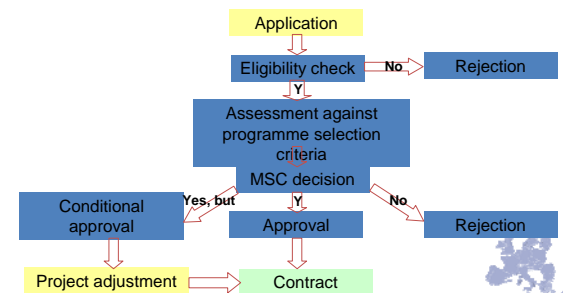 Application
Eligibility check
No
Rejection
Y
Assessment against
programme selection
criteria
MSC decision
Yes, but
Y
No
Conditional
approval
Approval
Rejection
Project adjustment
Contract